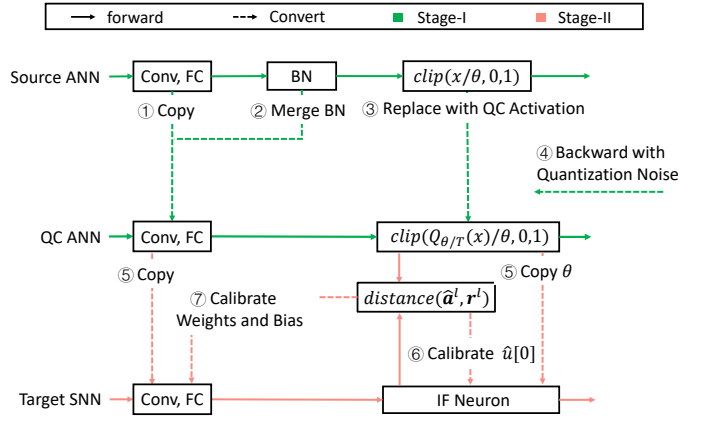 forward Convert Stage-I Stage-II
Source ANN Conv, FC BN clip(x/θ,0,1)
① Copy ② Merge BN ③ Replace with QC Activation
④ Backward with
Quantization Noise
QC ANN Conv, FC clip(Q_{θ/T}(x)/θ,0,1)
⑤ Copy ⑤ Copy θ
⑦ Calibrate
Weights and Bias
distance(â^l, r^l)
⑥ Calibrate û[0]
Target SNN Conv, FC IF Neuron